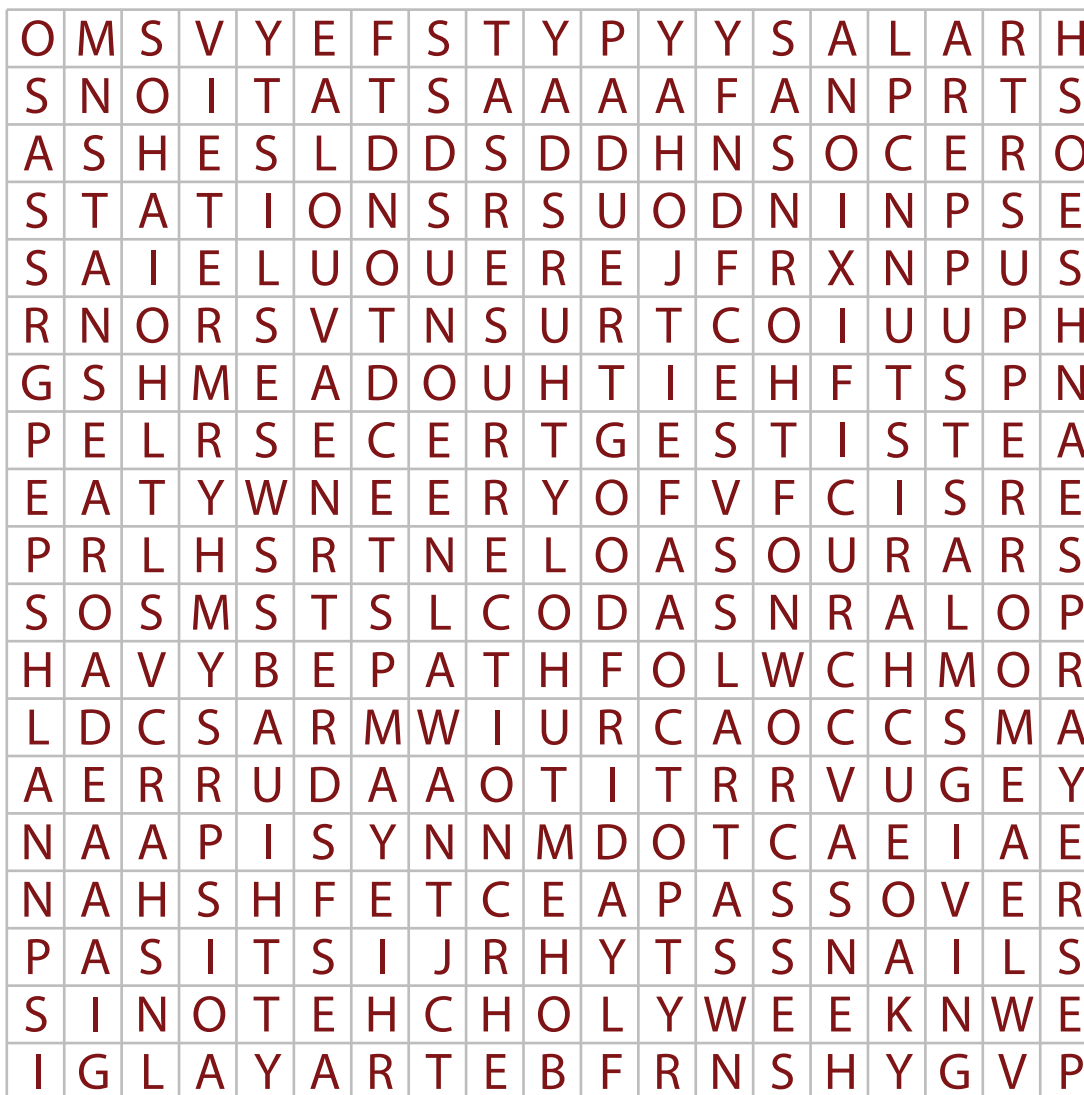 O M S V Y E F S T Y P Y Y S A L A R H
S N O I T A T S A A A A F A N P R T S
A S H E S L D D S D D H N S O C E R O
S T A T I O N S R S U O D N I N P S E
S A I E L U O U E R E J F R X N P U S
R N O R S V T N S U R T C O I U U P H
G S H M E A D O U H T I E H F T S P N
P E L R S E C E R T G E S T I S T E A
E A T Y W N E E R Y O F V F C I S R E
P R L H S R T N E L O A S O U R A R S
S O S M S T S L C O D A S N R A L O P
H A V Y B E P A T H F O L W C H M O R
L D C S A R M W I U R C A O C C S M A
A E R R U D A A O T I T R R V U G E Y
N A A P I S Y N N M D O T C A E I A E
N A H S H F E T C E A P A S S O V E R
P A S I T S I J R H Y T S S N A I L S
S I N O T E H C H O L Y W E E K N W E
I G L A Y A R T E B F R N S H Y G V P